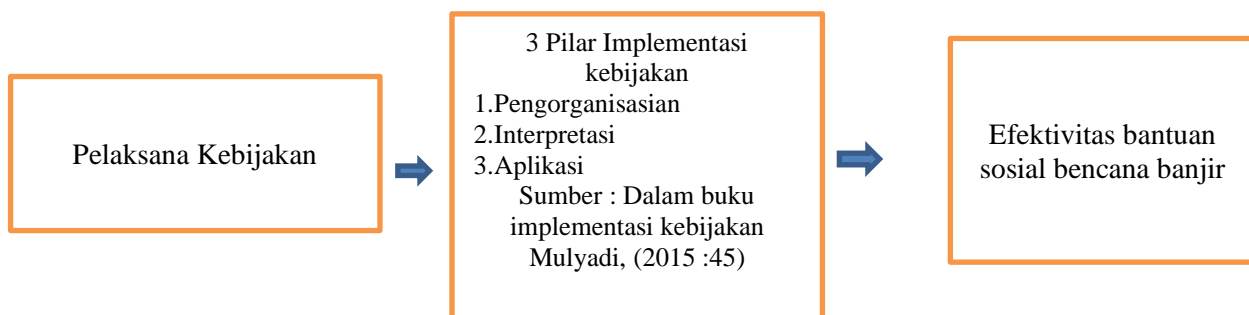 Pelaksana Kebijakan
3 Pilar Implementasi
kebijakan
1.Pengorganisasian
2.Interpretasi
3.Aplikasi
Sumber : Dalam buku
implementasi kebijakan
Mulyadi, (2015 :45)
Efektivitas bantuan
sosial bencana banjir